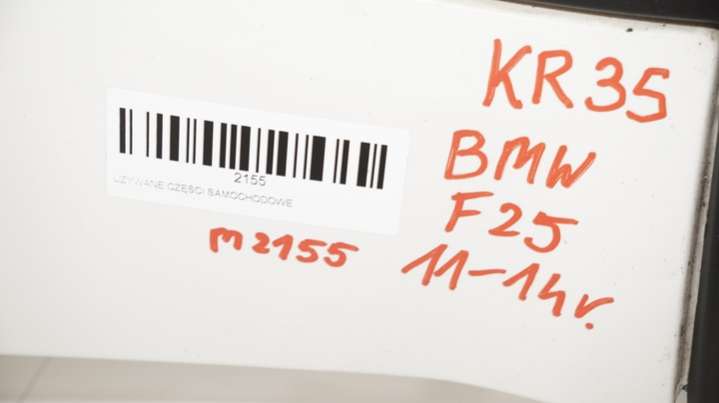 KR35
BMW
F25
11-14r.
2155
UŻYWANE CZĘŚCI SAMOCHODOWE
m2155